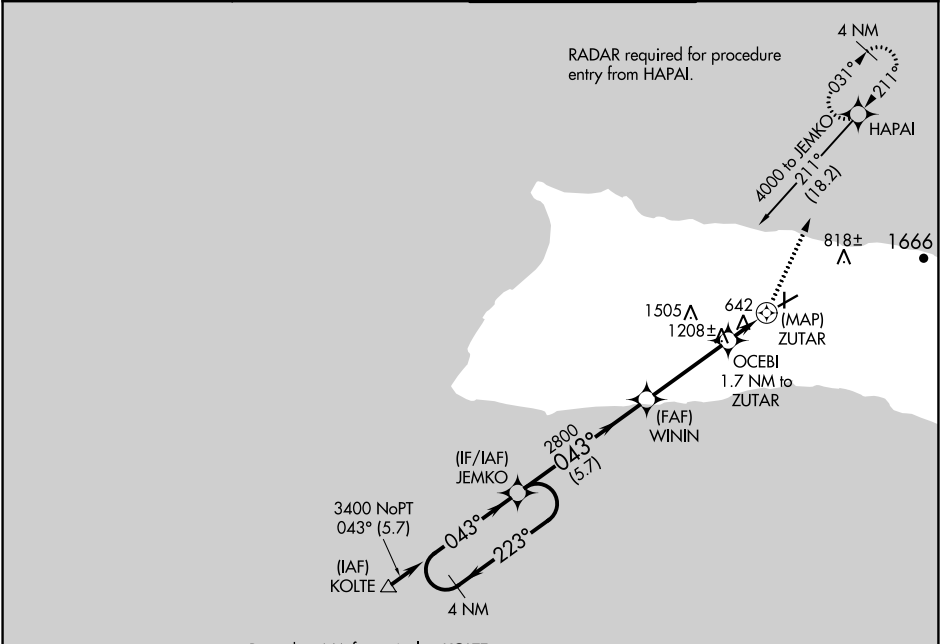 4 NM
RADAR required for procedure
entry from HAPAI.
031°
211°
HAPAI
4000 to JEMKO
211°
(18.2)
818±
1666
642
1505
1208±
(MAP)
ZUTAR
OCEBI
1.7 NM to
ZUTAR
(FAF)
WININ
2800
043°
(5.7)
(IF/IAF)
JEMKO
3400 NoPT
043° (5.7)
043°
223°
(IAF)
KOLTE
4 NM